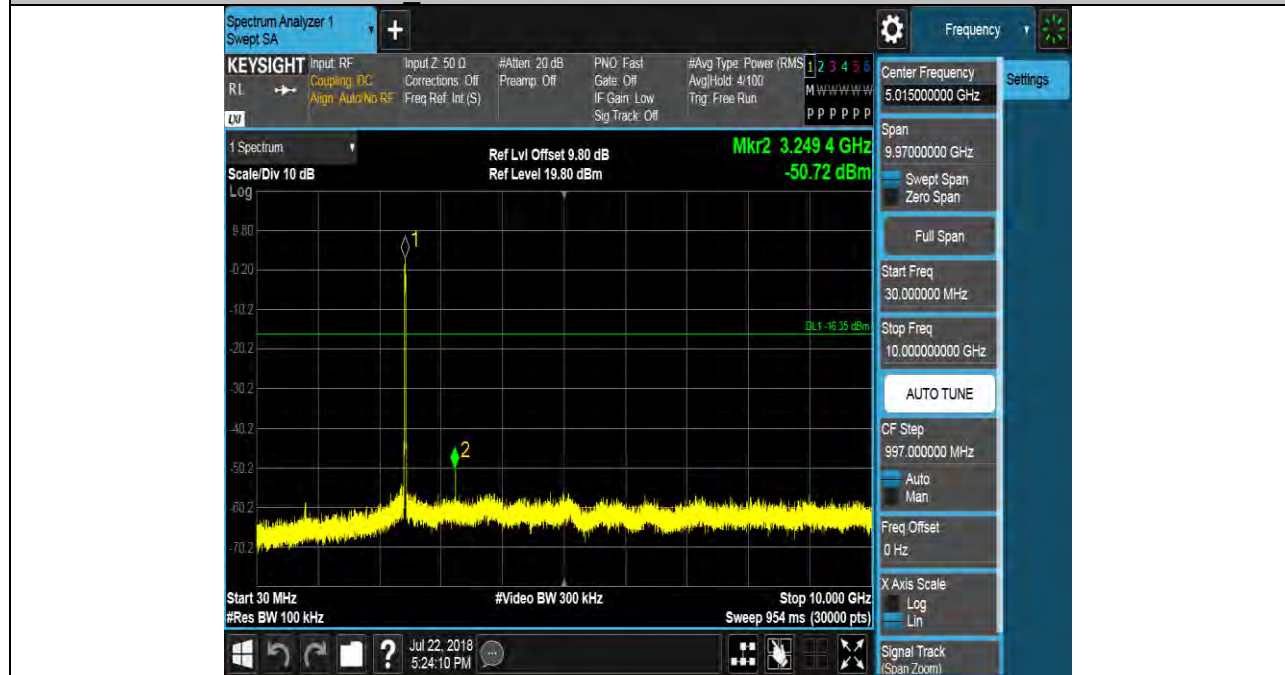 Spectrum Analyzer 1
Swept SA
+
Frequency
KEYSIGHT
RL
LXI
Input: RF
Coupling: DC
Align: Auto/No RF
Input Z: 50 Ω
Corrections: Off
Freq Ref: Int (S)
#Atten: 20 dB
Preamp: Off
PNO: Fast
Gate: Off
IF Gain: Low
Sig Track: Off
#Avg Type: Power (RMS
Avg|Hold: 4/100
Trig: Free Run
1 2 3 4 5 6
M W W W W W
P P P P P P
Center Frequency
5.015000000 GHz
Settings
1 Spectrum
Scale/Div 10 dB
Log
Ref Lvl Offset 9.80 dB
Ref Level 19.80 dBm
Mkr2 3.249 4 GHz
-50.72 dBm
Span
9.97000000 GHz
Swept Span
Zero Span
Full Span
Start Freq
30.000000 MHz
Stop Freq
10.000000000 GHz
AUTO TUNE
CF Step
997.000000 MHz
Auto
Man
Freq Offset
0 Hz
X Axis Scale
Log
Lin
Signal Track
(Span Zoom)
9.80
-0.20
-10.2
-20.2
-30.2
-40.2
-50.2
-60.2
-70.2
1
2
DL1 -16.35 dBm
Start 30 MHz
#Res BW 100 kHz
#Video BW 300 kHz
Stop 10.000 GHz
Sweep 954 ms (30000 pts)
?
Jul 22, 2018
5:24:10 PM